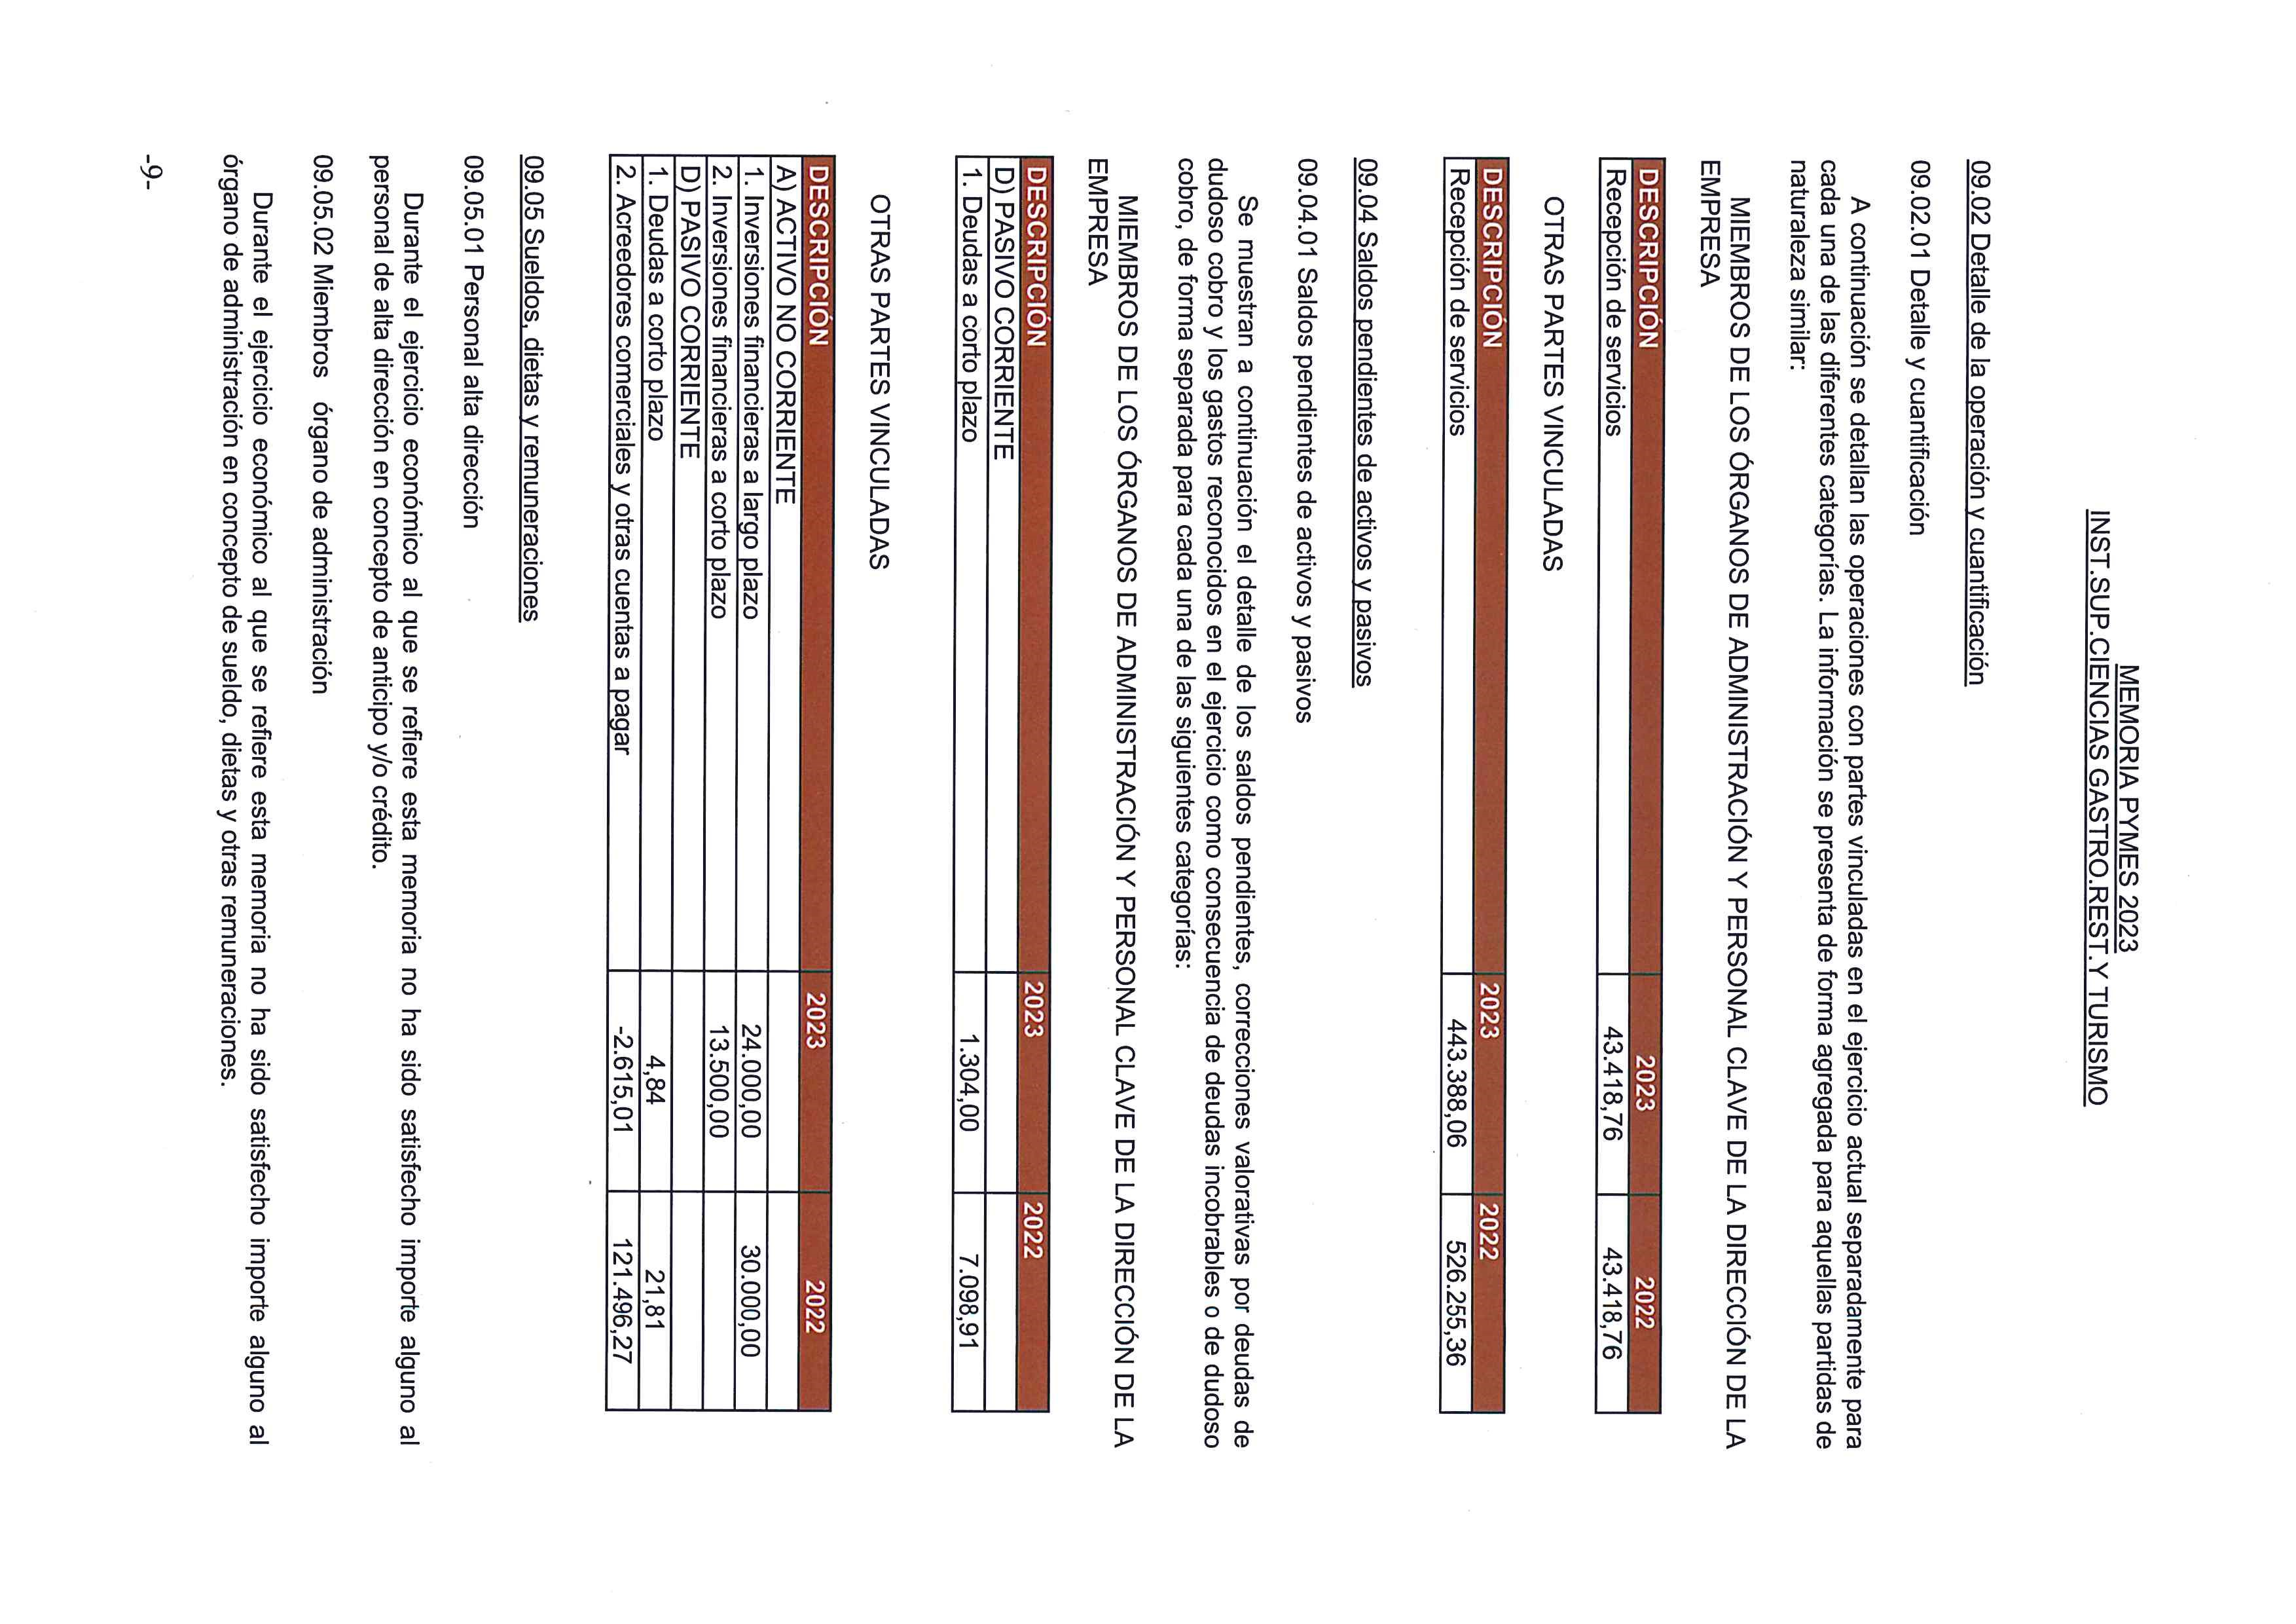 MEMORIA PYMES 2023
INST.SUP.CIENCIAS GASTRO.REST.Y TURISMO
09.02 Detalle de la operación y cuantificación
09.02.01 Detalle y cuantificación
A continuación se detallan las operaciones con partes vinculadas en el ejercicio actual separadamente para
cada una de las diferentes categorías. La información se presenta de forma agregada para aquellas partidas de
naturaleza similar:
MIEMBROS DE LOS ÓRGANOS DE ADMINISTRACIÓN Y PERSONAL CLAVE DE LA DIRECCIÓN DE LA
EMPRESA
DESCRIPCIÓN 2023 2022
Recepción de servicios 43.418,76 43.418,76
OTRAS PARTES VINCULADAS
DESCRIPCIÓN 2023 2022
Recepción de servicios 443.388,06 526.255,36
09.04 Saldos pendientes de activos y pasivos
09.04.01 Saldos pendientes de activos y pasivos
Se muestran a continuación el detalle de los saldos pendientes, correcciones valorativas por deudas de
dudoso cobro y los gastos reconocidos en el ejercicio como consecuencia de deudas incobrables o de dudoso
cobro, de forma separada para cada una de las siguientes categorías:
MIEMBROS DE LOS ÓRGANOS DE ADMINISTRACIÓN Y PERSONAL CLAVE DE LA DIRECCIÓN DE LA
EMPRESA
DESCRIPCIÓN 2023 2022
D) PASIVO CORRIENTE
1. Deudas a corto plazo 1.304,00 7.098,91
OTRAS PARTES VINCULADAS
DESCRIPCIÓN 2023 2022
A) ACTIVO NO CORRIENTE
1. Inversiones financieras a largo plazo 24.000,00 30.000,00
2. Inversiones financieras a corto plazo 13.500,00
D) PASIVO CORRIENTE
1. Deudas a corto plazo 4,84 21,81
2. Acreedores comerciales y otras cuentas a pagar -2.615,01 121.496,27
09.05 Sueldos, dietas y remuneraciones
09.05.01 Personal alta dirección
Durante el ejercicio económico al que se refiere esta memoria no ha sido satisfecho importe alguno al
personal de alta dirección en concepto de anticipo y/o crédito.
09.05.02 Miembros órgano de administración
Durante el ejercicio económico al que se refiere esta memoria no ha sido satisfecho importe alguno al
órgano de administración en concepto de sueldo, dietas y otras remuneraciones.
-9-